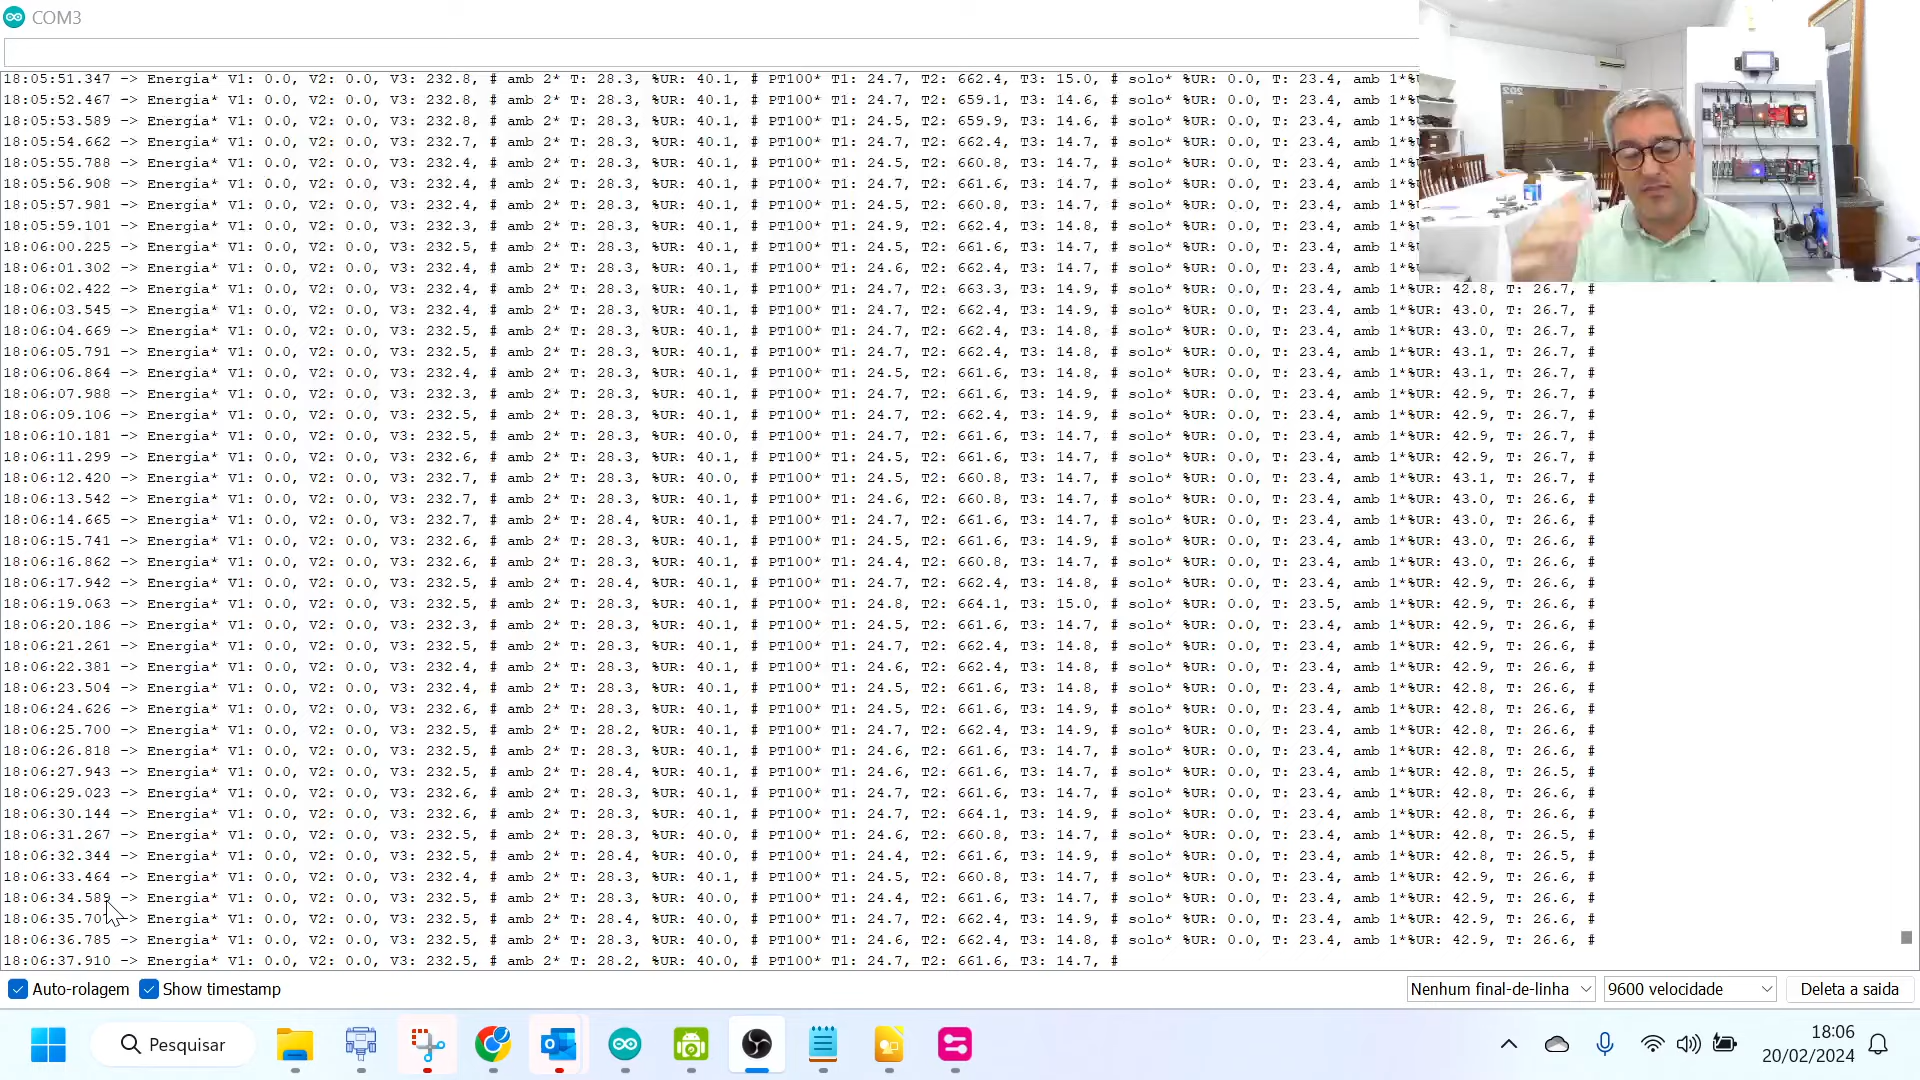 COM3
18:05:51.347 -> Energia* V1: 0.0, V2: 0.0, V3: 232.8, # amb 2* T: 28.3, %UR: 40.1, # PT100* T1: 24.7, T2: 662.4, T3: 15.0, # solo* %UR: 0.0, T: 23.4, amb 1*%U
18:05:52.467 -> Energia* V1: 0.0, V2: 0.0, V3: 232.8, # amb 2* T: 28.3, %UR: 40.1, # PT100* T1: 24.7, T2: 659.1, T3: 14.6, # solo* %UR: 0.0, T: 23.4, amb 1*%U
18:05:53.589 -> Energia* V1: 0.0, V2: 0.0, V3: 232.8, # amb 2* T: 28.3, %UR: 40.1, # PT100* T1: 24.5, T2: 659.9, T3: 14.6, # solo* %UR: 0.0, T: 23.4, amb 1*%U
18:05:54.662 -> Energia* V1: 0.0, V2: 0.0, V3: 232.7, # amb 2* T: 28.3, %UR: 40.1, # PT100* T1: 24.7, T2: 662.4, T3: 14.7, # solo* %UR: 0.0, T: 23.4, amb 1*%U
18:05:55.788 -> Energia* V1: 0.0, V2: 0.0, V3: 232.4, # amb 2* T: 28.3, %UR: 40.1, # PT100* T1: 24.5, T2: 660.8, T3: 14.7, # solo* %UR: 0.0, T: 23.4, amb 1*%U
18:05:56.908 -> Energia* V1: 0.0, V2: 0.0, V3: 232.4, # amb 2* T: 28.3, %UR: 40.1, # PT100* T1: 24.7, T2: 661.6, T3: 14.7, # solo* %UR: 0.0, T: 23.4, amb 1*%U
18:05:57.981 -> Energia* V1: 0.0, V2: 0.0, V3: 232.4, # amb 2* T: 28.3, %UR: 40.1, # PT100* T1: 24.5, T2: 660.8, T3: 14.7, # solo* %UR: 0.0, T: 23.4, amb 1*%U
18:05:59.101 -> Energia* V1: 0.0, V2: 0.0, V3: 232.3, # amb 2* T: 28.3, %UR: 40.1, # PT100* T1: 24.9, T2: 662.4, T3: 14.8, # solo* %UR: 0.0, T: 23.4, amb 1*%U
18:06:00.225 -> Energia* V1: 0.0, V2: 0.0, V3: 232.5, # amb 2* T: 28.3, %UR: 40.1, # PT100* T1: 24.5, T2: 661.6, T3: 14.7, # solo* %UR: 0.0, T: 23.4, amb 1*%U
18:06:01.302 -> Energia* V1: 0.0, V2: 0.0, V3: 232.4, # amb 2* T: 28.3, %UR: 40.1, # PT100* T1: 24.6, T2: 662.4, T3: 14.7, # solo* %UR: 0.0, T: 23.4, amb 1*%U
18:06:02.422 -> Energia* V1: 0.0, V2: 0.0, V3: 232.4, # amb 2* T: 28.3, %UR: 40.1, # PT100* T1: 24.7, T2: 663.3, T3: 14.9, # solo* %UR: 0.0, T: 23.4, amb 1*%UR: 42.8, T: 26.7, #
18:06:03.545 -> Energia* V1: 0.0, V2: 0.0, V3: 232.4, # amb 2* T: 28.3, %UR: 40.1, # PT100* T1: 24.7, T2: 662.4, T3: 14.9, # solo* %UR: 0.0, T: 23.4, amb 1*%UR: 43.0, T: 26.7, #
18:06:04.669 -> Energia* V1: 0.0, V2: 0.0, V3: 232.5, # amb 2* T: 28.3, %UR: 40.1, # PT100* T1: 24.7, T2: 662.4, T3: 14.8, # solo* %UR: 0.0, T: 23.4, amb 1*%UR: 43.0, T: 26.7, #
18:06:05.791 -> Energia* V1: 0.0, V2: 0.0, V3: 232.5, # amb 2* T: 28.3, %UR: 40.1, # PT100* T1: 24.7, T2: 662.4, T3: 14.8, # solo* %UR: 0.0, T: 23.4, amb 1*%UR: 43.1, T: 26.7, #
18:06:06.864 -> Energia* V1: 0.0, V2: 0.0, V3: 232.4, # amb 2* T: 28.3, %UR: 40.1, # PT100* T1: 24.5, T2: 661.6, T3: 14.8, # solo* %UR: 0.0, T: 23.4, amb 1*%UR: 43.1, T: 26.7, #
18:06:07.988 -> Energia* V1: 0.0, V2: 0.0, V3: 232.3, # amb 2* T: 28.3, %UR: 40.1, # PT100* T1: 24.7, T2: 661.6, T3: 14.9, # solo* %UR: 0.0, T: 23.4, amb 1*%UR: 42.9, T: 26.7, #
18:06:09.106 -> Energia* V1: 0.0, V2: 0.0, V3: 232.5, # amb 2* T: 28.3, %UR: 40.1, # PT100* T1: 24.7, T2: 662.4, T3: 14.9, # solo* %UR: 0.0, T: 23.4, amb 1*%UR: 42.9, T: 26.7, #
18:06:10.181 -> Energia* V1: 0.0, V2: 0.0, V3: 232.5, # amb 2* T: 28.3, %UR: 40.0, # PT100* T1: 24.7, T2: 661.6, T3: 14.7, # solo* %UR: 0.0, T: 23.4, amb 1*%UR: 42.9, T: 26.7, #
18:06:11.299 -> Energia* V1: 0.0, V2: 0.0, V3: 232.6, # amb 2* T: 28.3, %UR: 40.1, # PT100* T1: 24.5, T2: 661.6, T3: 14.7, # solo* %UR: 0.0, T: 23.4, amb 1*%UR: 42.9, T: 26.7, #
18:06:12.420 -> Energia* V1: 0.0, V2: 0.0, V3: 232.7, # amb 2* T: 28.3, %UR: 40.0, # PT100* T1: 24.5, T2: 660.8, T3: 14.7, # solo* %UR: 0.0, T: 23.4, amb 1*%UR: 43.1, T: 26.7, #
18:06:13.542 -> Energia* V1: 0.0, V2: 0.0, V3: 232.7, # amb 2* T: 28.3, %UR: 40.1, # PT100* T1: 24.6, T2: 660.8, T3: 14.7, # solo* %UR: 0.0, T: 23.4, amb 1*%UR: 43.0, T: 26.6, #
18:06:14.665 -> Energia* V1: 0.0, V2: 0.0, V3: 232.7, # amb 2* T: 28.4, %UR: 40.1, # PT100* T1: 24.7, T2: 661.6, T3: 14.7, # solo* %UR: 0.0, T: 23.4, amb 1*%UR: 43.0, T: 26.6, #
18:06:15.741 -> Energia* V1: 0.0, V2: 0.0, V3: 232.6, # amb 2* T: 28.3, %UR: 40.1, # PT100* T1: 24.5, T2: 661.6, T3: 14.9, # solo* %UR: 0.0, T: 23.4, amb 1*%UR: 43.0, T: 26.6, #
18:06:16.862 -> Energia* V1: 0.0, V2: 0.0, V3: 232.6, # amb 2* T: 28.3, %UR: 40.1, # PT100* T1: 24.4, T2: 660.8, T3: 14.7, # solo* %UR: 0.0, T: 23.4, amb 1*%UR: 43.0, T: 26.6, #
18:06:17.942 -> Energia* V1: 0.0, V2: 0.0, V3: 232.5, # amb 2* T: 28.4, %UR: 40.1, # PT100* T1: 24.7, T2: 662.4, T3: 14.8, # solo* %UR: 0.0, T: 23.4, amb 1*%UR: 42.9, T: 26.6, #
18:06:19.063 -> Energia* V1: 0.0, V2: 0.0, V3: 232.5, # amb 2* T: 28.3, %UR: 40.1, # PT100* T1: 24.8, T2: 664.1, T3: 15.0, # solo* %UR: 0.0, T: 23.5, amb 1*%UR: 42.9, T: 26.6, #
18:06:20.186 -> Energia* V1: 0.0, V2: 0.0, V3: 232.3, # amb 2* T: 28.3, %UR: 40.1, # PT100* T1: 24.5, T2: 661.6, T3: 14.7, # solo* %UR: 0.0, T: 23.4, amb 1*%UR: 42.9, T: 26.6, #
18:06:21.261 -> Energia* V1: 0.0, V2: 0.0, V3: 232.5, # amb 2* T: 28.3, %UR: 40.1, # PT100* T1: 24.7, T2: 662.4, T3: 14.8, # solo* %UR: 0.0, T: 23.4, amb 1*%UR: 42.9, T: 26.6, #
18:06:22.381 -> Energia* V1: 0.0, V2: 0.0, V3: 232.4, # amb 2* T: 28.3, %UR: 40.1, # PT100* T1: 24.6, T2: 662.4, T3: 14.8, # solo* %UR: 0.0, T: 23.4, amb 1*%UR: 42.9, T: 26.6, #
18:06:23.504 -> Energia* V1: 0.0, V2: 0.0, V3: 232.4, # amb 2* T: 28.3, %UR: 40.1, # PT100* T1: 24.5, T2: 661.6, T3: 14.8, # solo* %UR: 0.0, T: 23.4, amb 1*%UR: 42.8, T: 26.6, #
18:06:24.626 -> Energia* V1: 0.0, V2: 0.0, V3: 232.6, # amb 2* T: 28.3, %UR: 40.1, # PT100* T1: 24.5, T2: 661.6, T3: 14.9, # solo* %UR: 0.0, T: 23.4, amb 1*%UR: 42.8, T: 26.6, #
18:06:25.700 -> Energia* V1: 0.0, V2: 0.0, V3: 232.5, # amb 2* T: 28.2, %UR: 40.1, # PT100* T1: 24.7, T2: 662.4, T3: 14.9, # solo* %UR: 0.0, T: 23.4, amb 1*%UR: 42.8, T: 26.6, #
18:06:26.818 -> Energia* V1: 0.0, V2: 0.0, V3: 232.5, # amb 2* T: 28.3, %UR: 40.1, # PT100* T1: 24.6, T2: 661.6, T3: 14.7, # solo* %UR: 0.0, T: 23.4, amb 1*%UR: 42.8, T: 26.6, #
18:06:27.943 -> Energia* V1: 0.0, V2: 0.0, V3: 232.5, # amb 2* T: 28.4, %UR: 40.1, # PT100* T1: 24.6, T2: 661.6, T3: 14.7, # solo* %UR: 0.0, T: 23.4, amb 1*%UR: 42.8, T: 26.5, #
18:06:29.023 -> Energia* V1: 0.0, V2: 0.0, V3: 232.6, # amb 2* T: 28.3, %UR: 40.1, # PT100* T1: 24.7, T2: 661.6, T3: 14.7, # solo* %UR: 0.0, T: 23.4, amb 1*%UR: 42.8, T: 26.6, #
18:06:30.144 -> Energia* V1: 0.0, V2: 0.0, V3: 232.6, # amb 2* T: 28.3, %UR: 40.1, # PT100* T1: 24.7, T2: 664.1, T3: 14.9, # solo* %UR: 0.0, T: 23.4, amb 1*%UR: 42.8, T: 26.6, #
18:06:31.267 -> Energia* V1: 0.0, V2: 0.0, V3: 232.5, # amb 2* T: 28.3, %UR: 40.0, # PT100* T1: 24.6, T2: 660.8, T3: 14.7, # solo* %UR: 0.0, T: 23.4, amb 1*%UR: 42.8, T: 26.5, #
18:06:32.344 -> Energia* V1: 0.0, V2: 0.0, V3: 232.5, # amb 2* T: 28.4, %UR: 40.0, # PT100* T1: 24.4, T2: 661.6, T3: 14.9, # solo* %UR: 0.0, T: 23.4, amb 1*%UR: 42.8, T: 26.5, #
18:06:33.464 -> Energia* V1: 0.0, V2: 0.0, V3: 232.4, # amb 2* T: 28.3, %UR: 40.1, # PT100* T1: 24.5, T2: 660.8, T3: 14.7, # solo* %UR: 0.0, T: 23.4, amb 1*%UR: 42.9, T: 26.6, #
18:06:34.589 -> Energia* V1: 0.0, V2: 0.0, V3: 232.5, # amb 2* T: 28.3, %UR: 40.0, # PT100* T1: 24.4, T2: 661.6, T3: 14.7, # solo* %UR: 0.0, T: 23.4, amb 1*%UR: 42.9, T: 26.6, #
18:06:35.70 -> Energia* V1: 0.0, V2: 0.0, V3: 232.5, # amb 2* T: 28.4, %UR: 40.0, # PT100* T1: 24.7, T2: 662.4, T3: 14.9, # solo* %UR: 0.0, T: 23.4, amb 1*%UR: 42.9, T: 26.6, #
18:06:36.785 -> Energia* V1: 0.0, V2: 0.0, V3: 232.5, # amb 2* T: 28.3, %UR: 40.0, # PT100* T1: 24.6, T2: 662.4, T3: 14.8, # solo* %UR: 0.0, T: 23.4, amb 1*%UR: 42.9, T: 26.6, #
18:06:37.910 -> Energia* V1: 0.0, V2: 0.0, V3: 232.5, # amb 2* T: 28.2, %UR: 40.0, # PT100* T1: 24.7, T2: 661.6, T3: 14.7, #
Auto-rolagem Show timestamp Nenhum final-de-linha 9600 velocidade Deleta a saida
Pesquisar 18:06
20/02/2024